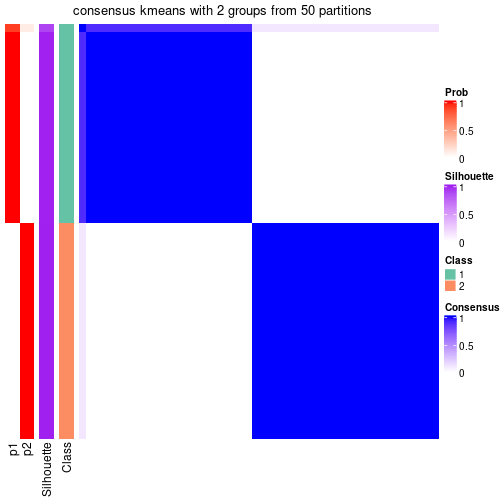 consensus kmeans with 2 groups from 50 partitions
Prob
1
0.5
0
Silhouette
1
0.5
0
Class
1
2
Consensus
1
0.5
0
p1
p2
Silhouette
Class